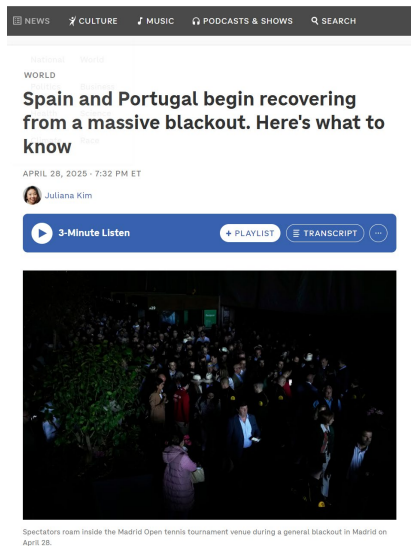 NEWS CULTURE MUSIC PODCASTS & SHOWS SEARCH
WORLD
Spain and Portugal begin recovering
from a massive blackout. Here's what to
know
APRIL 28, 2025 · 7:32 PM ET
Juliana Kim
3-Minute Listen + PLAYLIST TRANSCRIPT
Spectators roam inside the Madrid Open tennis tournament venue during a general blackout in Madrid on
April 28.